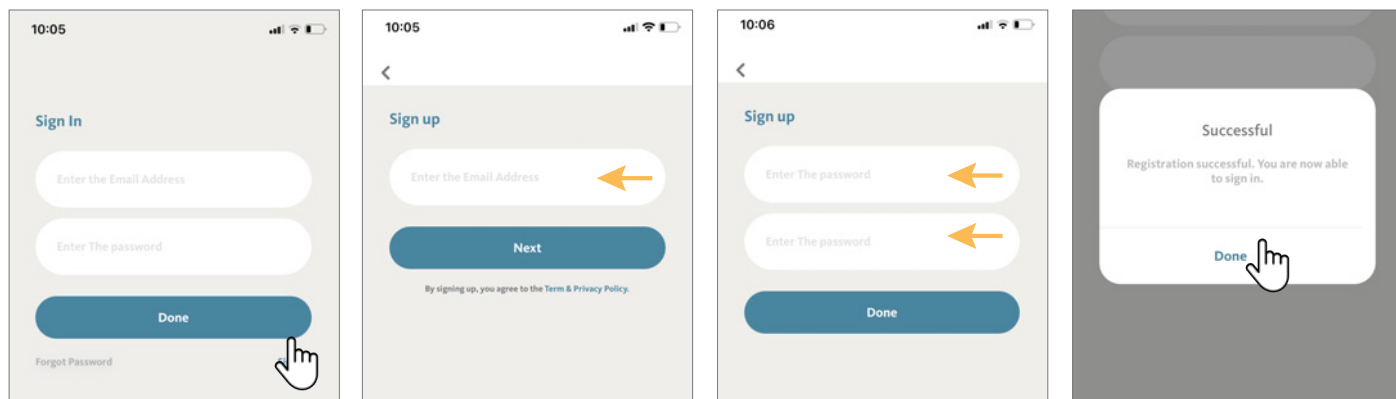 10:05
Sign In
Enter the Email Address
Enter The password
Done
Forgot Password
10:05
Sign up
Enter the Email Address
Next
By signing up, you agree to the Term & Privacy Policy.
10:06
Sign up
Enter The password
Enter The password
Done
Successful
Registration successful. You are now able
to sign in.
Done